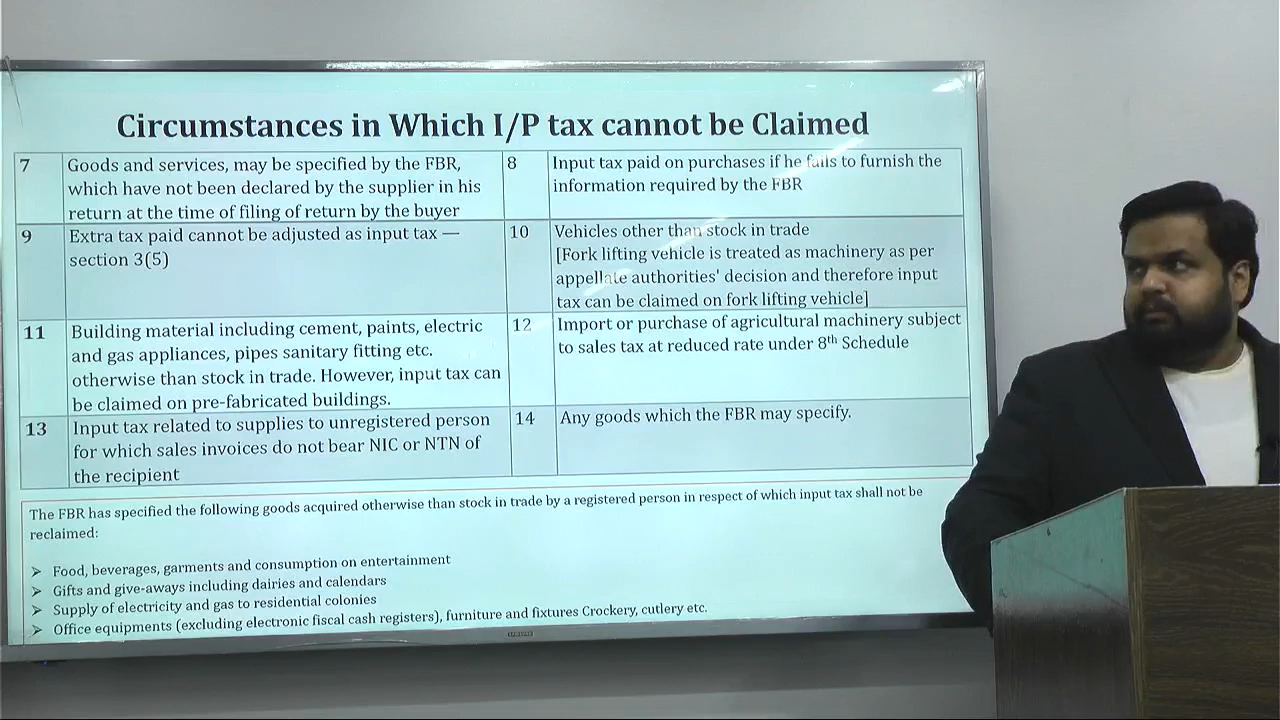 Circumstances in Which I/P tax cannot be Claimed
7
Goods and services, may be specified by the FBR,
which have not been declared by the supplier in his
return at the time of filing of return by the buyer
8
Input tax paid on purchases if he fails to furnish the
information required by the FBR
9
Extra tax paid cannot be adjusted as input tax —
section 3(5)
10
Vehicles other than stock in trade
[Fork lifting vehicle is treated as machinery as per
appellate authorities' decision and therefore input
tax can be claimed on fork lifting vehicle]
11
Building material including cement, paints, electric
and gas appliances, pipes sanitary fitting etc.
otherwise than stock in trade. However, input tax can
be claimed on pre-fabricated buildings.
12
Import or purchase of agricultural machinery subject
to sales tax at reduced rate under 8th Schedule
13
Input tax related to supplies to unregistered person
for which sales invoices do not bear NIC or NTN of
the recipient
14
Any goods which the FBR may specify.
The FBR has specified the following goods acquired otherwise than stock in trade by a registered person in respect of which input tax shall not be
reclaimed:
➢ Food, beverages, garments and consumption on entertainment
➢ Gifts and give-aways including dairies and calendars
➢ Supply of electricity and gas to residential colonies
➢ Office equipments (excluding electronic fiscal cash registers), furniture and fixtures Crockery, cutlery etc.
SAMSUNG